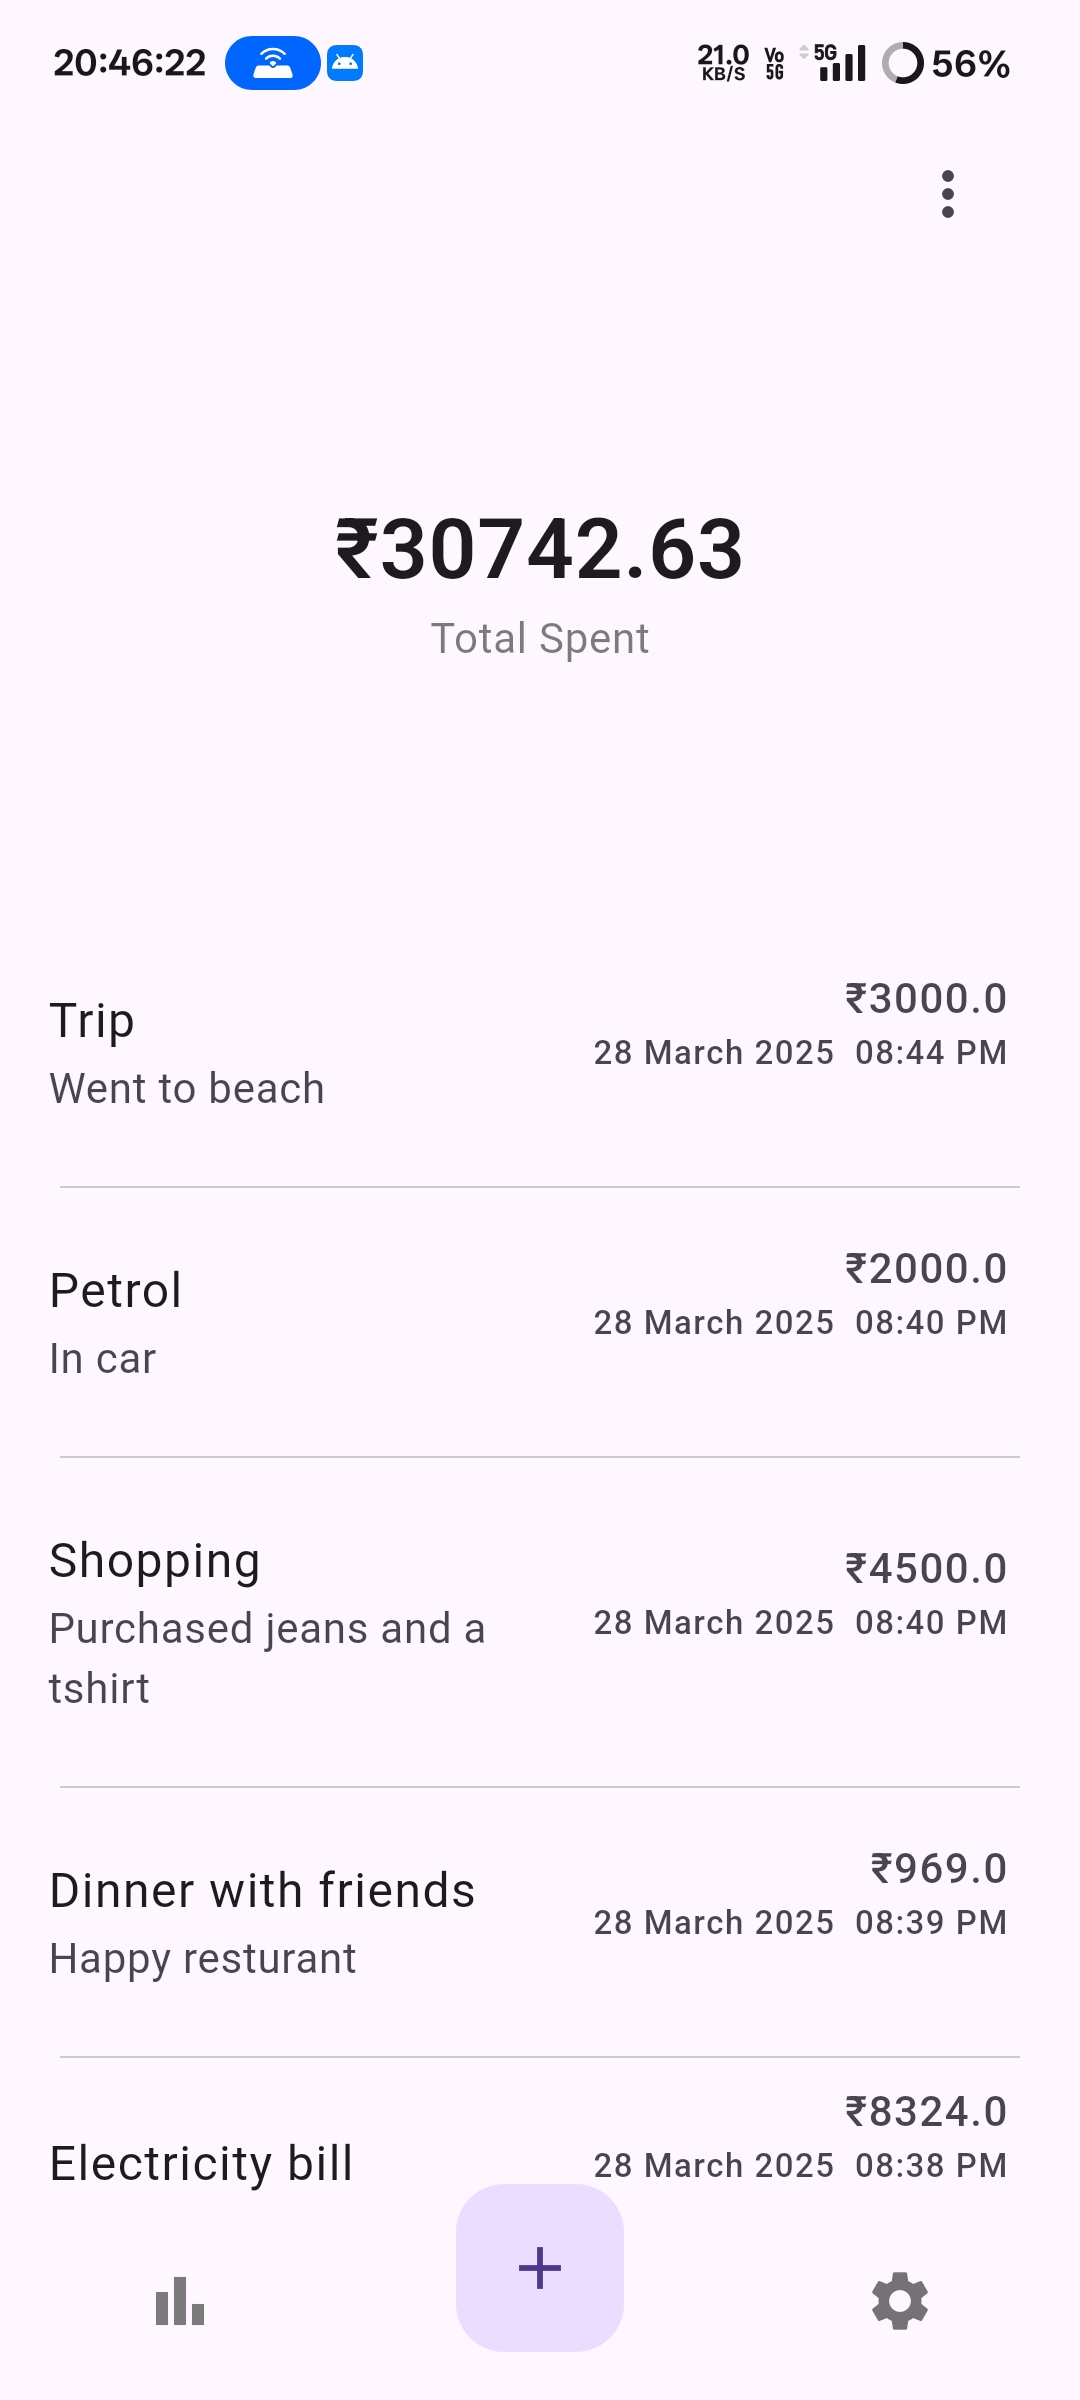 20:46:22
21.0 KB/S Vo 5G 5G 56%
₹30742.63
Total Spent
Trip
₹3000.0
28 March 2025 08:44 PM
Went to beach
Petrol
₹2000.0
28 March 2025 08:40 PM
In car
Shopping
₹4500.0
28 March 2025 08:40 PM
Purchased jeans and a
tshirt
Dinner with friends
₹969.0
28 March 2025 08:39 PM
Happy resturant
₹8324.0
Electricity bill
28 March 2025 08:38 PM